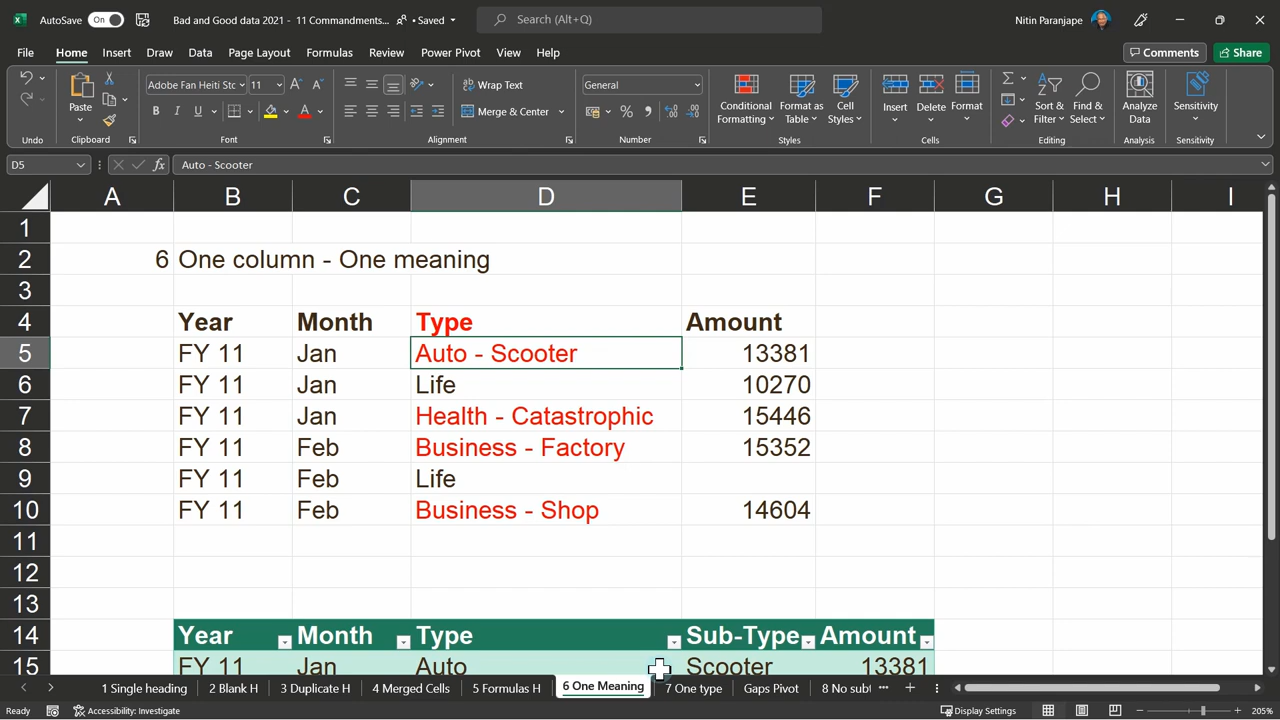 AutoSave On Bad and Good data 2021 - 11 Commandments... • Saved Search (Alt+Q) Nitin Paranjape
File Home Insert Draw Data Page Layout Formulas Review Power Pivot View Help Comments Share
Paste Adobe Fan Heiti Stc 11 A A Wrap Text General Conditional Formatting Format as Table Cell Styles Insert Delete Format Sort & Filter Find & Select Analyze Data Sensitivity
B I U A Merge & Center %
Undo Clipboard Font Alignment Number Styles Cells Editing Analysis Sensitivity
D5 fx Auto - Scooter
A B C D E F G H I
1
2 6 One column - One meaning
3
4 Year Month Type Amount
5 FY 11 Jan Auto - Scooter 13381
6 FY 11 Jan Life 10270
7 FY 11 Jan Health - Catastrophic 15446
8 FY 11 Feb Business - Factory 15352
9 FY 11 Feb Life
10 FY 11 Feb Business - Shop 14604
11
12
13
14 Year Month Type Sub-Type Amount
15 FY 11 Jan Auto Scooter 13381
1 Single heading 2 Blank H 3 Duplicate H 4 Merged Cells 5 Formulas H 6 One Meaning 7 One type Gaps Pivot 8 No subt ...
Ready Accessibility: Investigate Display Settings 205%